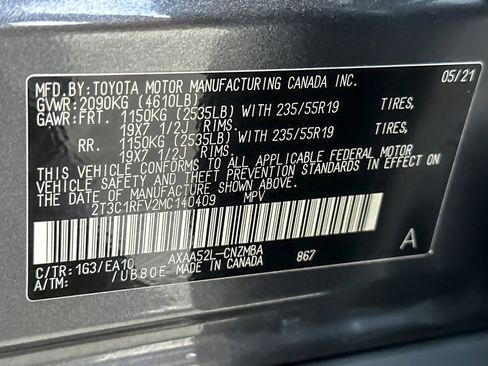 MFD. BY: TOYOTA MOTOR MANUFACTURING CANADA INC. 05/21
GVWR: 2090KG (4610LB)
GAWR: FRT. 1150KG (2535LB) WITH 235/55R19 TIRES,
19X7 1/2J RIMS.
RR. 1150KG (2535LB) WITH 235/55R19 TIRES,
19X7 1/2J RIMS.
THIS VEHICLE CONFORMS TO ALL APPLICABLE FEDERAL MOTOR
VEHICLE SAFETY AND THEFT PREVENTION STANDARDS IN EFFECT ON
THE DATE OF MANUFACTURE SHOWN ABOVE.
2T3C1RFV2MC140409 MPV
C/TR: 1G3/EA10 AXAA52L-CNZMBA A
A/TM: /UB80E MADE IN CANADA 867